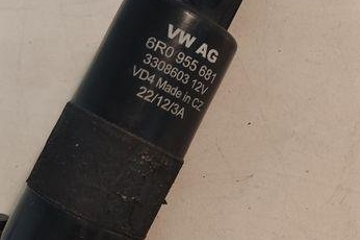 VW AG
6R0 955 681
3308603 12V
VD4 Made in CZ
22/12/3A